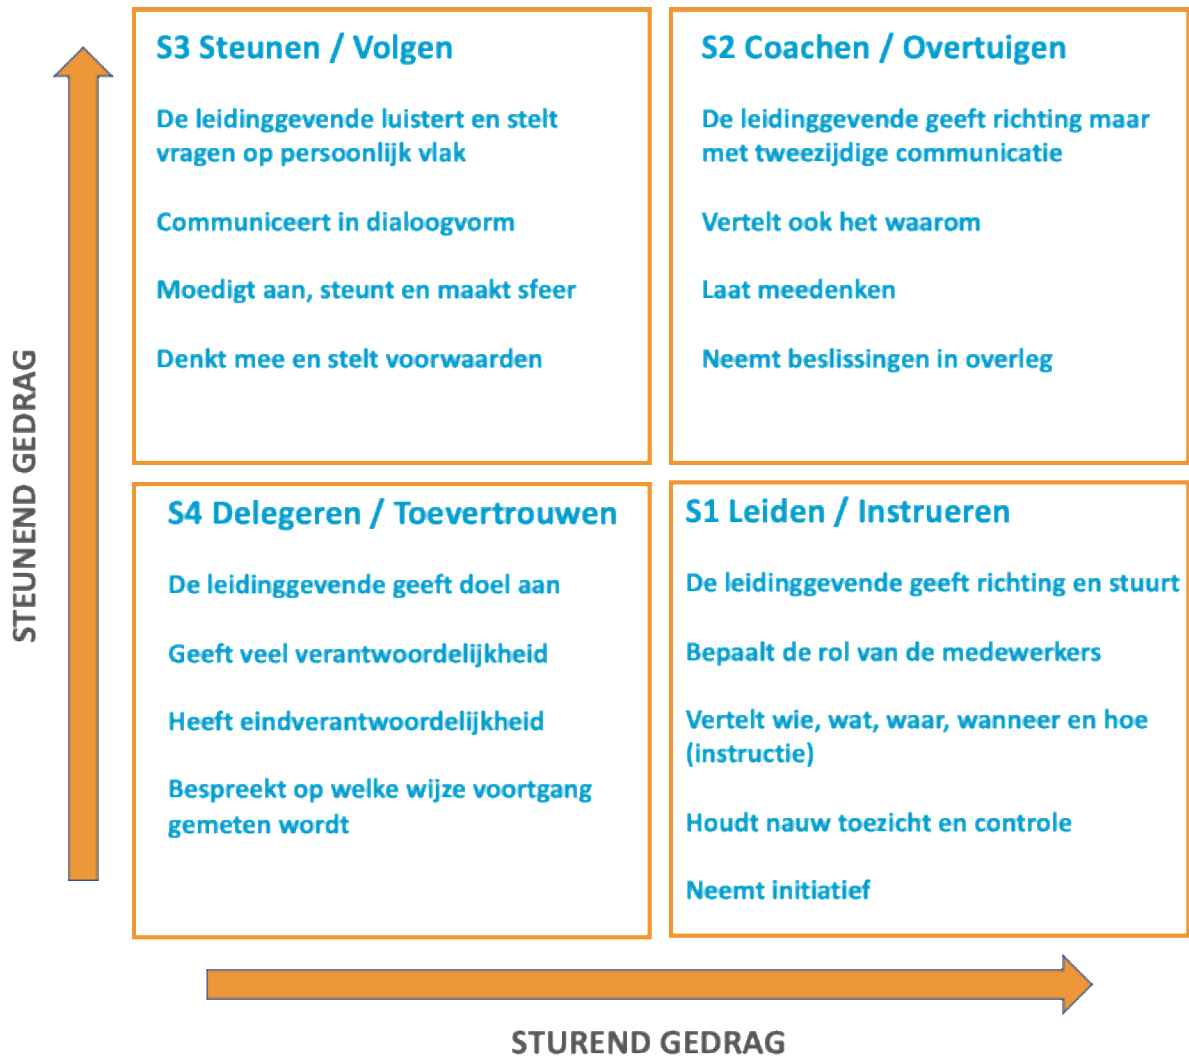 S3 Steunen / Volgen
De leidinggevende luistert en stelt
vragen op persoonlijk vlak
Communiceert in dialoogvorm
Moedigt aan, steunt en maakt sfeer
Denkt mee en stelt voorwaarden
S2 Coachen / Overtuigen
De leidinggevende geeft richting maar
met tweezijdige communicatie
Vertelt ook het waarom
Laat meedenken
Neemt beslissingen in overleg
S4 Delegeren / Toevertrouwen
De leidinggevende geeft doel aan
Geeft veel verantwoordelijkheid
Heeft eindverantwoordelijkheid
Bespreekt op welke wijze voortgang
gemeten wordt
S1 Leiden / Instrueren
De leidinggevende geeft richting en stuurt
Bepaalt de rol van de medewerkers
Vertelt wie, wat, waar, wanneer en hoe
(instructie)
Houdt nauw toezicht en controle
Neemt initiatief
STEUNEND GEDRAG
STUREND GEDRAG